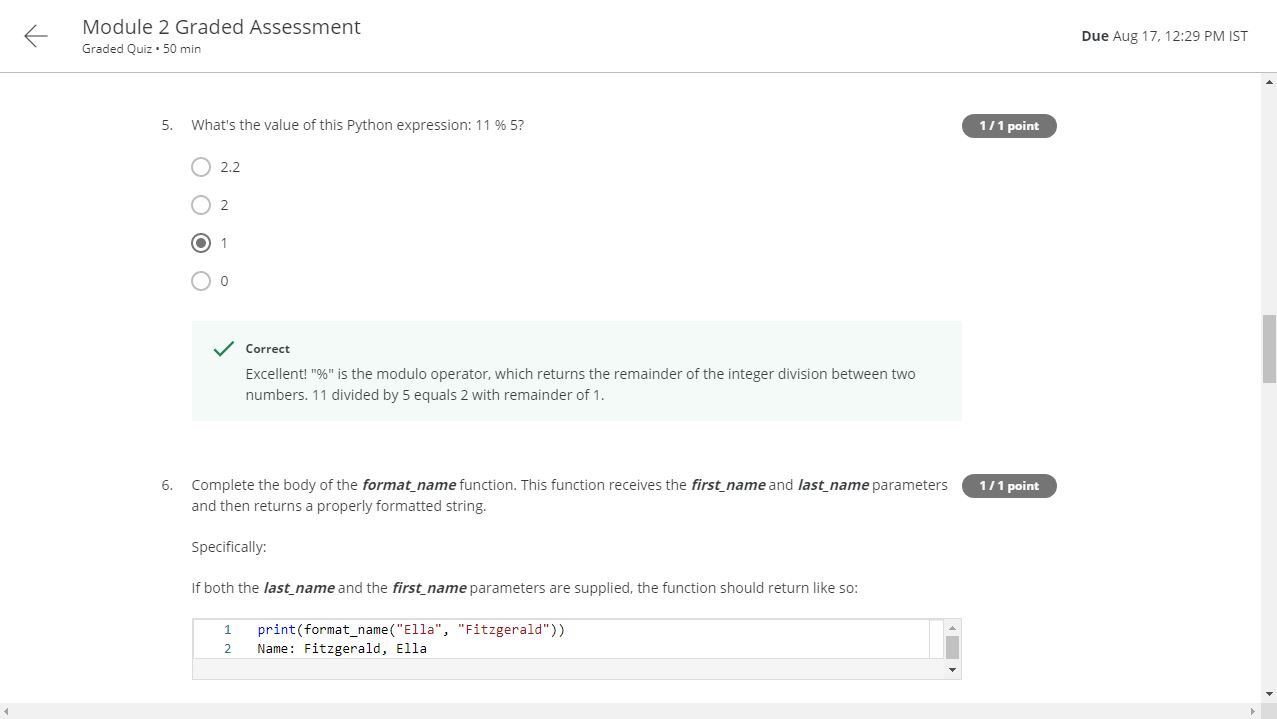 Module 2 Graded Assessment
Graded Quiz • 50 min
Due Aug 17, 12:29 PM IST
5. What's the value of this Python expression: 11 % 5?
1 / 1 point
2.2
2
1
0
Correct
Excellent! "%" is the modulo operator, which returns the remainder of the integer division between two
numbers. 11 divided by 5 equals 2 with remainder of 1.
6. Complete the body of the format_name function. This function receives the first_name and last_name parameters
and then returns a properly formatted string.
1 / 1 point
Specifically:
If both the last_name and the first_name parameters are supplied, the function should return like so:
1 print(format_name("Ella", "Fitzgerald"))
2 Name: Fitzgerald, Ella